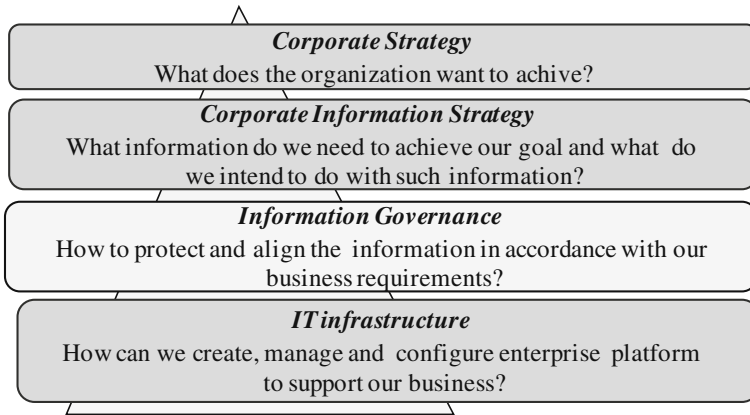 Corporate Strategy
What does the organization want to achive?
Corporate Information Strategy
What information do we need to achieve our goal and what do
we intend to do with such information?
Information Governance
How to protect and align the information in accordance with our
business requirements?
IT infrastructure
How can we create, manage and configure enterprise platform
to support our business?